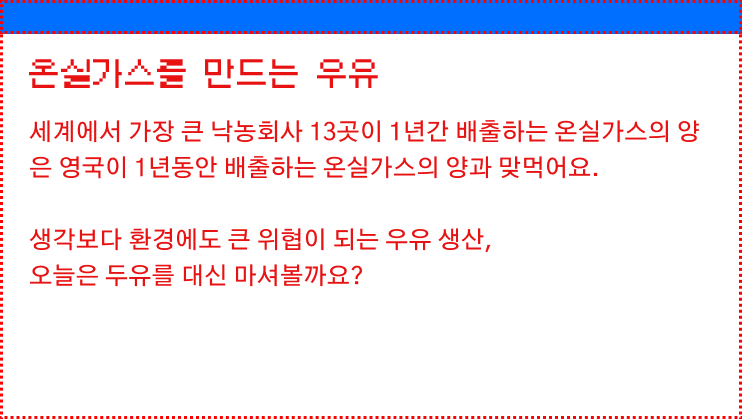 온실가스를 만드는 우유
세계에서 가장 큰 낙농회사 13곳이 1년간 배출하는 온실가스의 양
은 영국이 1년동안 배출하는 온실가스의 양과 맞먹어요.
생각보다 환경에도 큰 위협이 되는 우유 생산,
오늘은 두유를 대신 마셔볼까요?